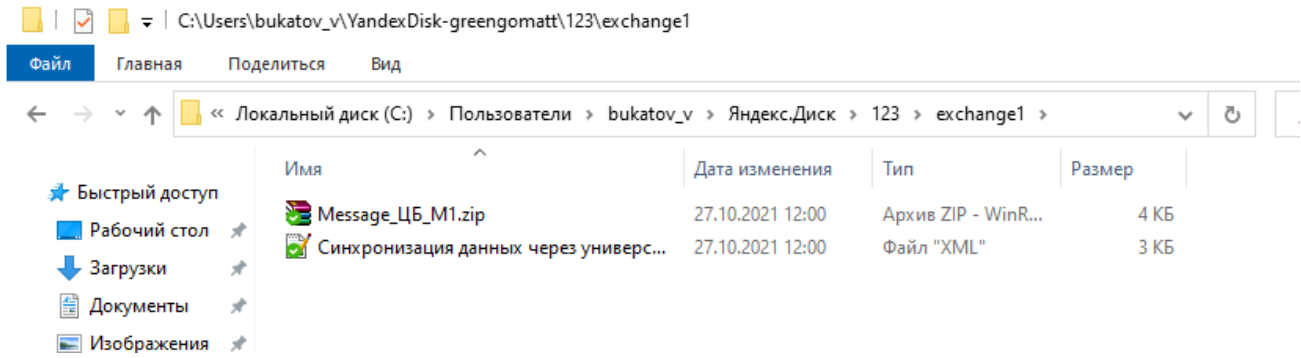 C:\Users\bukatov_v\YandexDisk-greengomatt\123\exchange1
Файл Главная Поделиться Вид
« Локальный диск (C:) › Пользователи › bukatov_v › Яндекс.Диск › 123 › exchange1 ›
Имя Дата изменения Тип Размер
Быстрый доступ
Message_ЦБ_М1.zip 27.10.2021 12:00 Архив ZIP - WinR... 4 КБ
Рабочий стол
Синхронизация данных через универс... 27.10.2021 12:00 Файл "XML" 3 КБ
Загрузки
Документы
Изображения